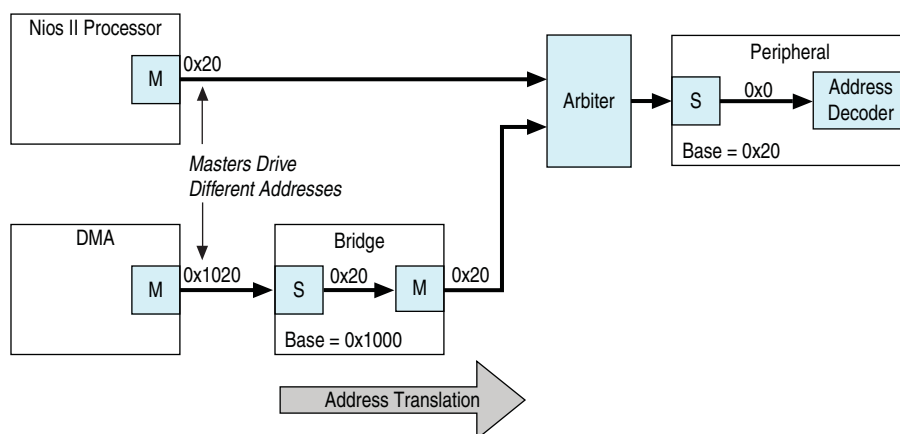 Nios II Processor
M
0x20
Masters Drive
Different Addresses
DMA
M
0x1020
Bridge
S
0x20
M
0x20
Base = 0x1000
Arbiter
Peripheral
S
0x0
Address
Decoder
Base = 0x20
Address Translation